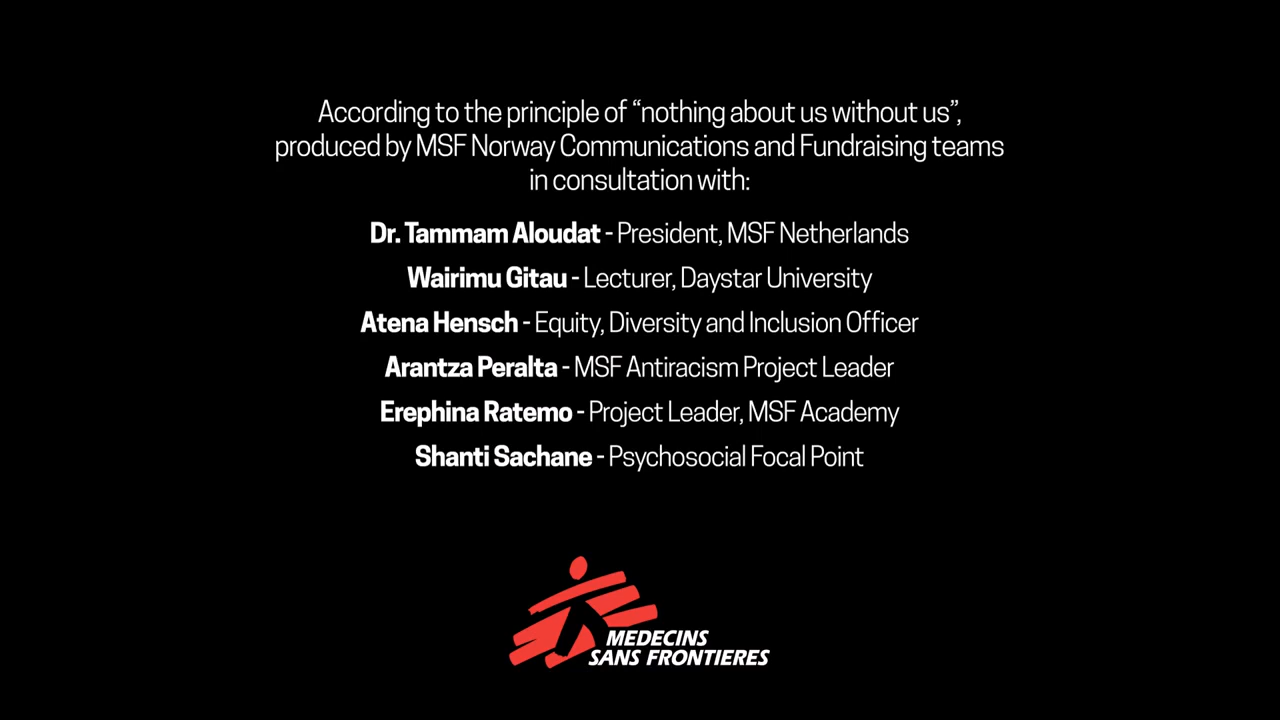 According to the principle of “nothing about us without us”,
produced by MSF Norway Communications and Fundraising teams
in consultation with:
Dr. Tammam Aloudat - President, MSF Netherlands
Wairimu Gitau - Lecturer, Daystar University
Atena Hensch - Equity, Diversity and Inclusion Officer
Arantza Peralta - MSF Antiracism Project Leader
Erephina Ratemo - Project Leader, MSF Academy
Shanti Sachane - Psychosocial Focal Point
MEDECINS
SANS FRONTIERES